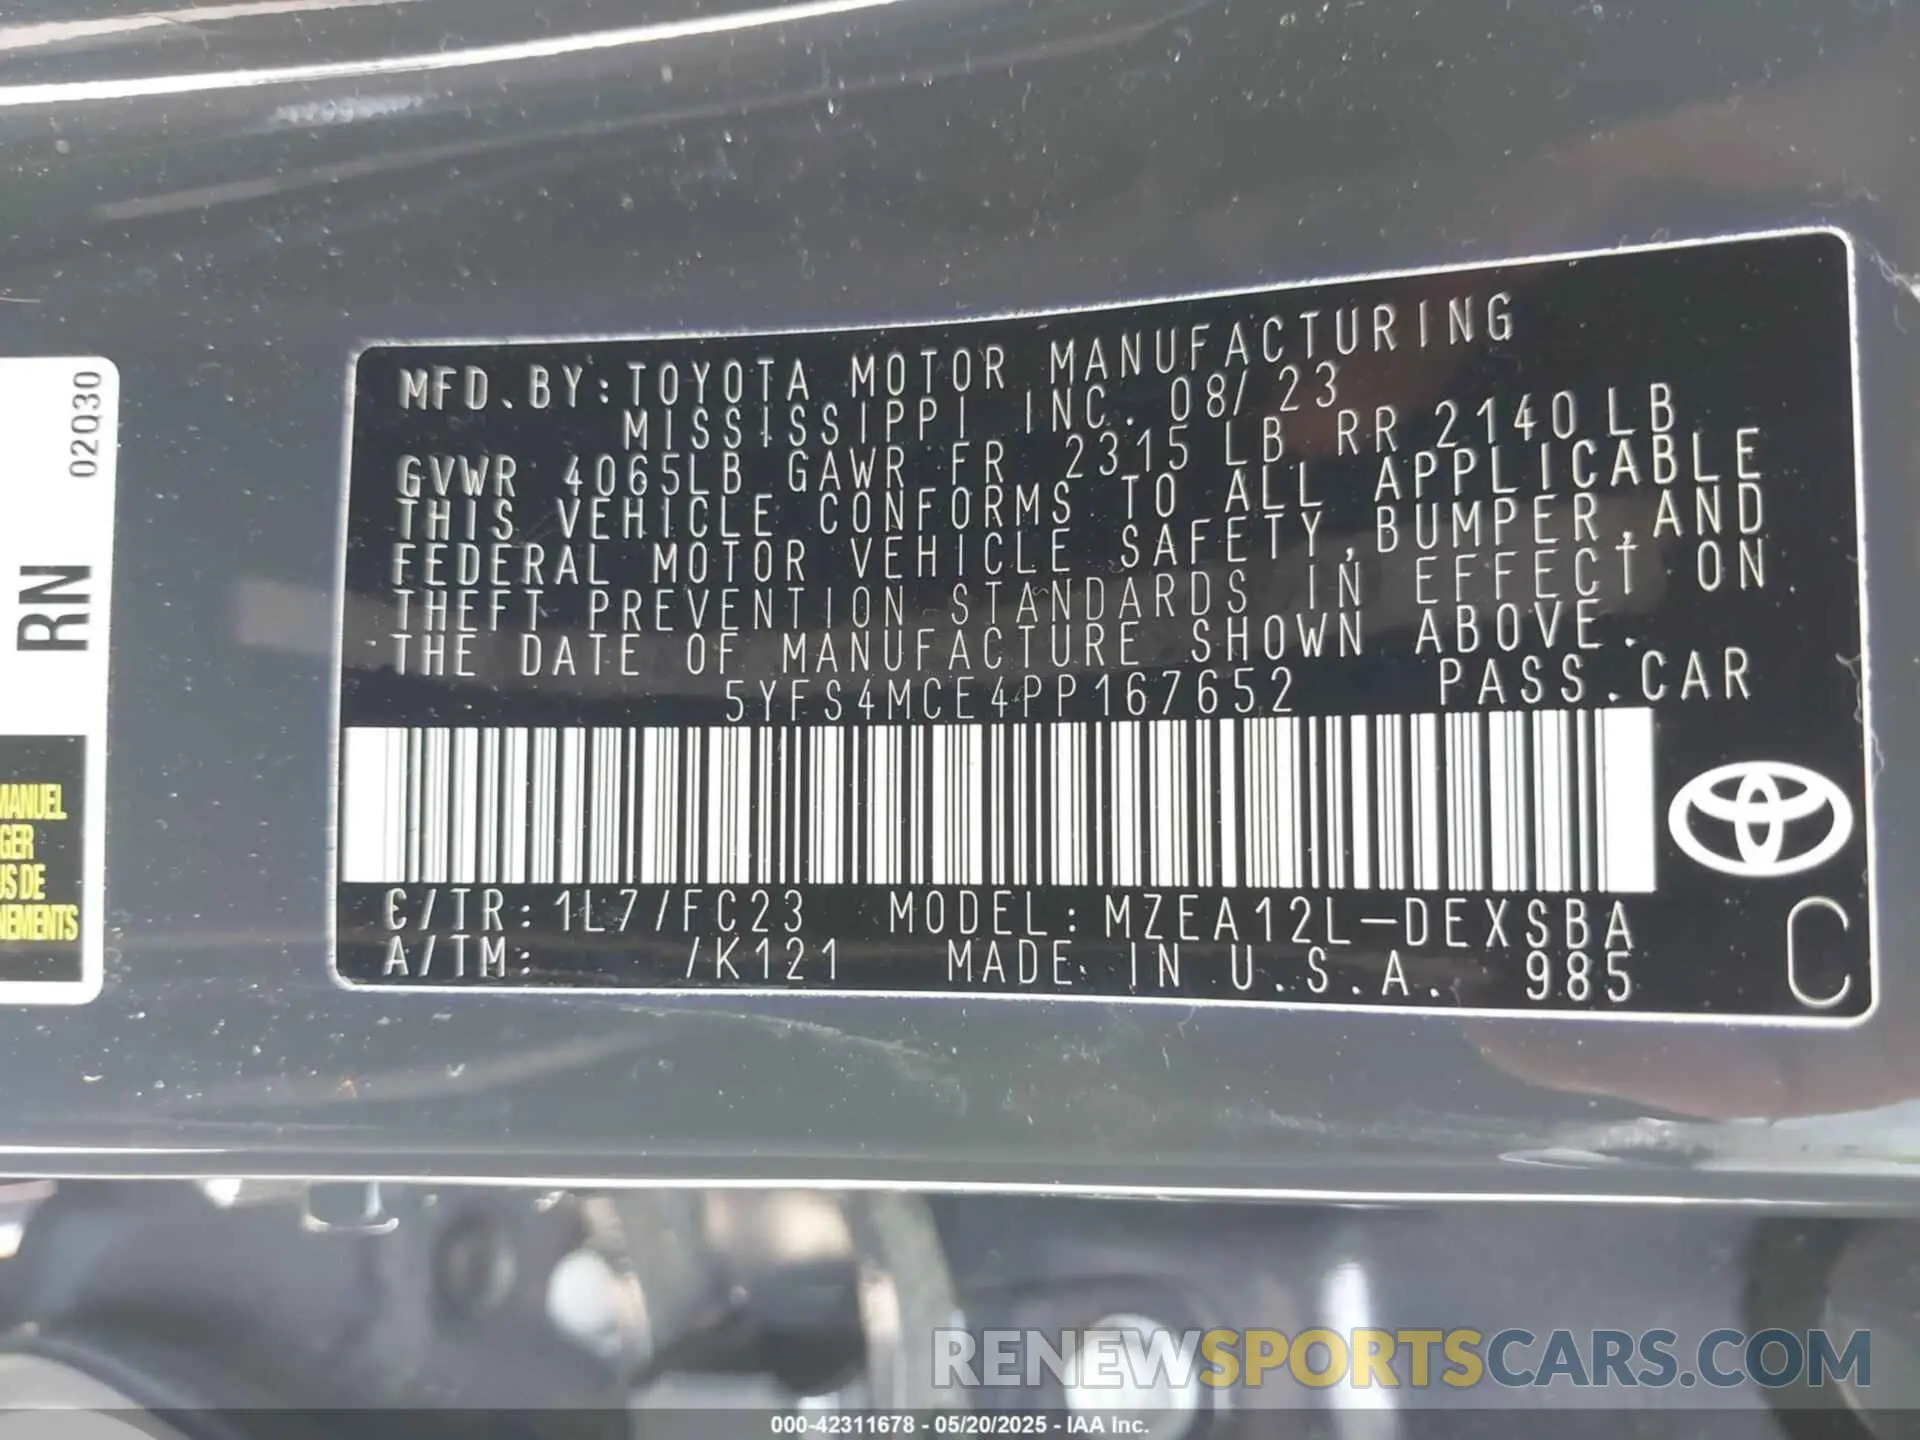 MFD. BY: TOYOTA MOTOR MANUFACTURING
MISSISSIPPI INC. 08/ 23
GVWR 4065LB GAWR FR 2315 LB RR 2140 LB
THIS VEHICLE CONFORMS TO ALL APPLICABLE
FEDERAL MOTOR VEHICLE SAFETY, BUMPER, AND
THEFT PREVENTION STANDARDS IN EFFECT ON
THE DATE OF MANUFACTURE SHOWN ABOVE.
5YFS4MCE4PP167652 PASS. CAR
C/TR: 1L7/FC23 MODEL: MZEA12L-DEXSBA
A/TM: /K121 MADE IN U.S.A. 985
C
02Q30
RN
MANUEL
GER
US DE
NEMENTS
RENEWSPORTSCARS.COM
000-42311678 - 05/20/2025 - IAA Inc.